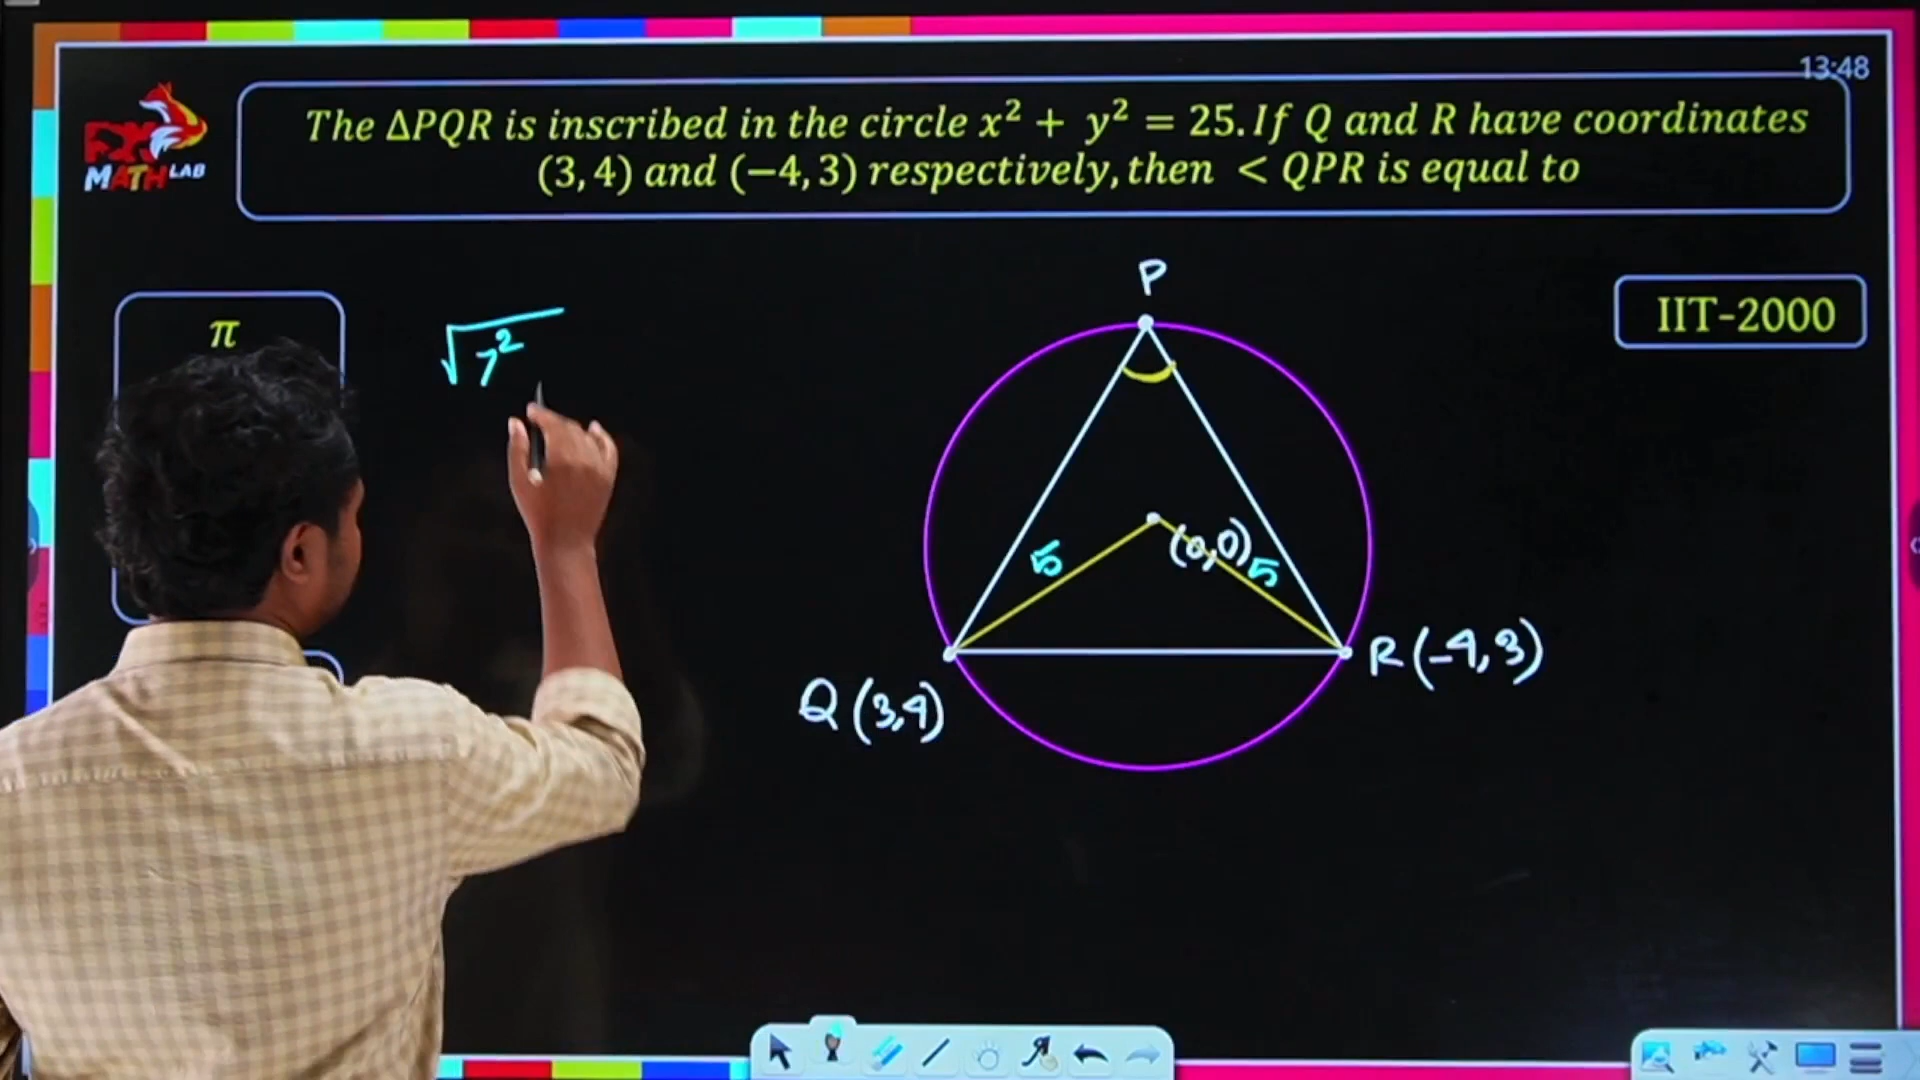 13:48
FOX MATH LAB
The ΔPQR is inscribed in the circle x² + y² = 25. If Q and R have coordinates
(3, 4) and (−4, 3) respectively, then < QPR is equal to
P
IIT-2000
π
√7²
(0,0)
5
5
R (-4, 3)
Q (3,4)